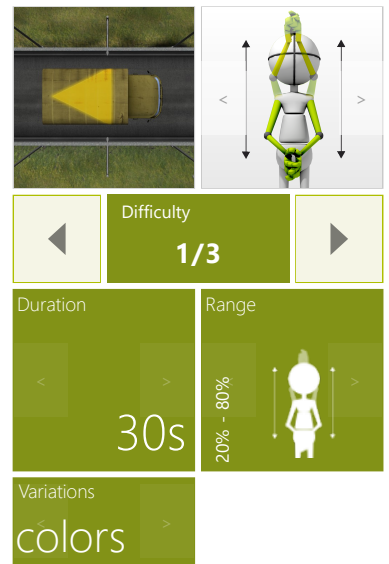 Difficulty
1/3
Duration
30s
Range
20% - 80%
Variations
colors